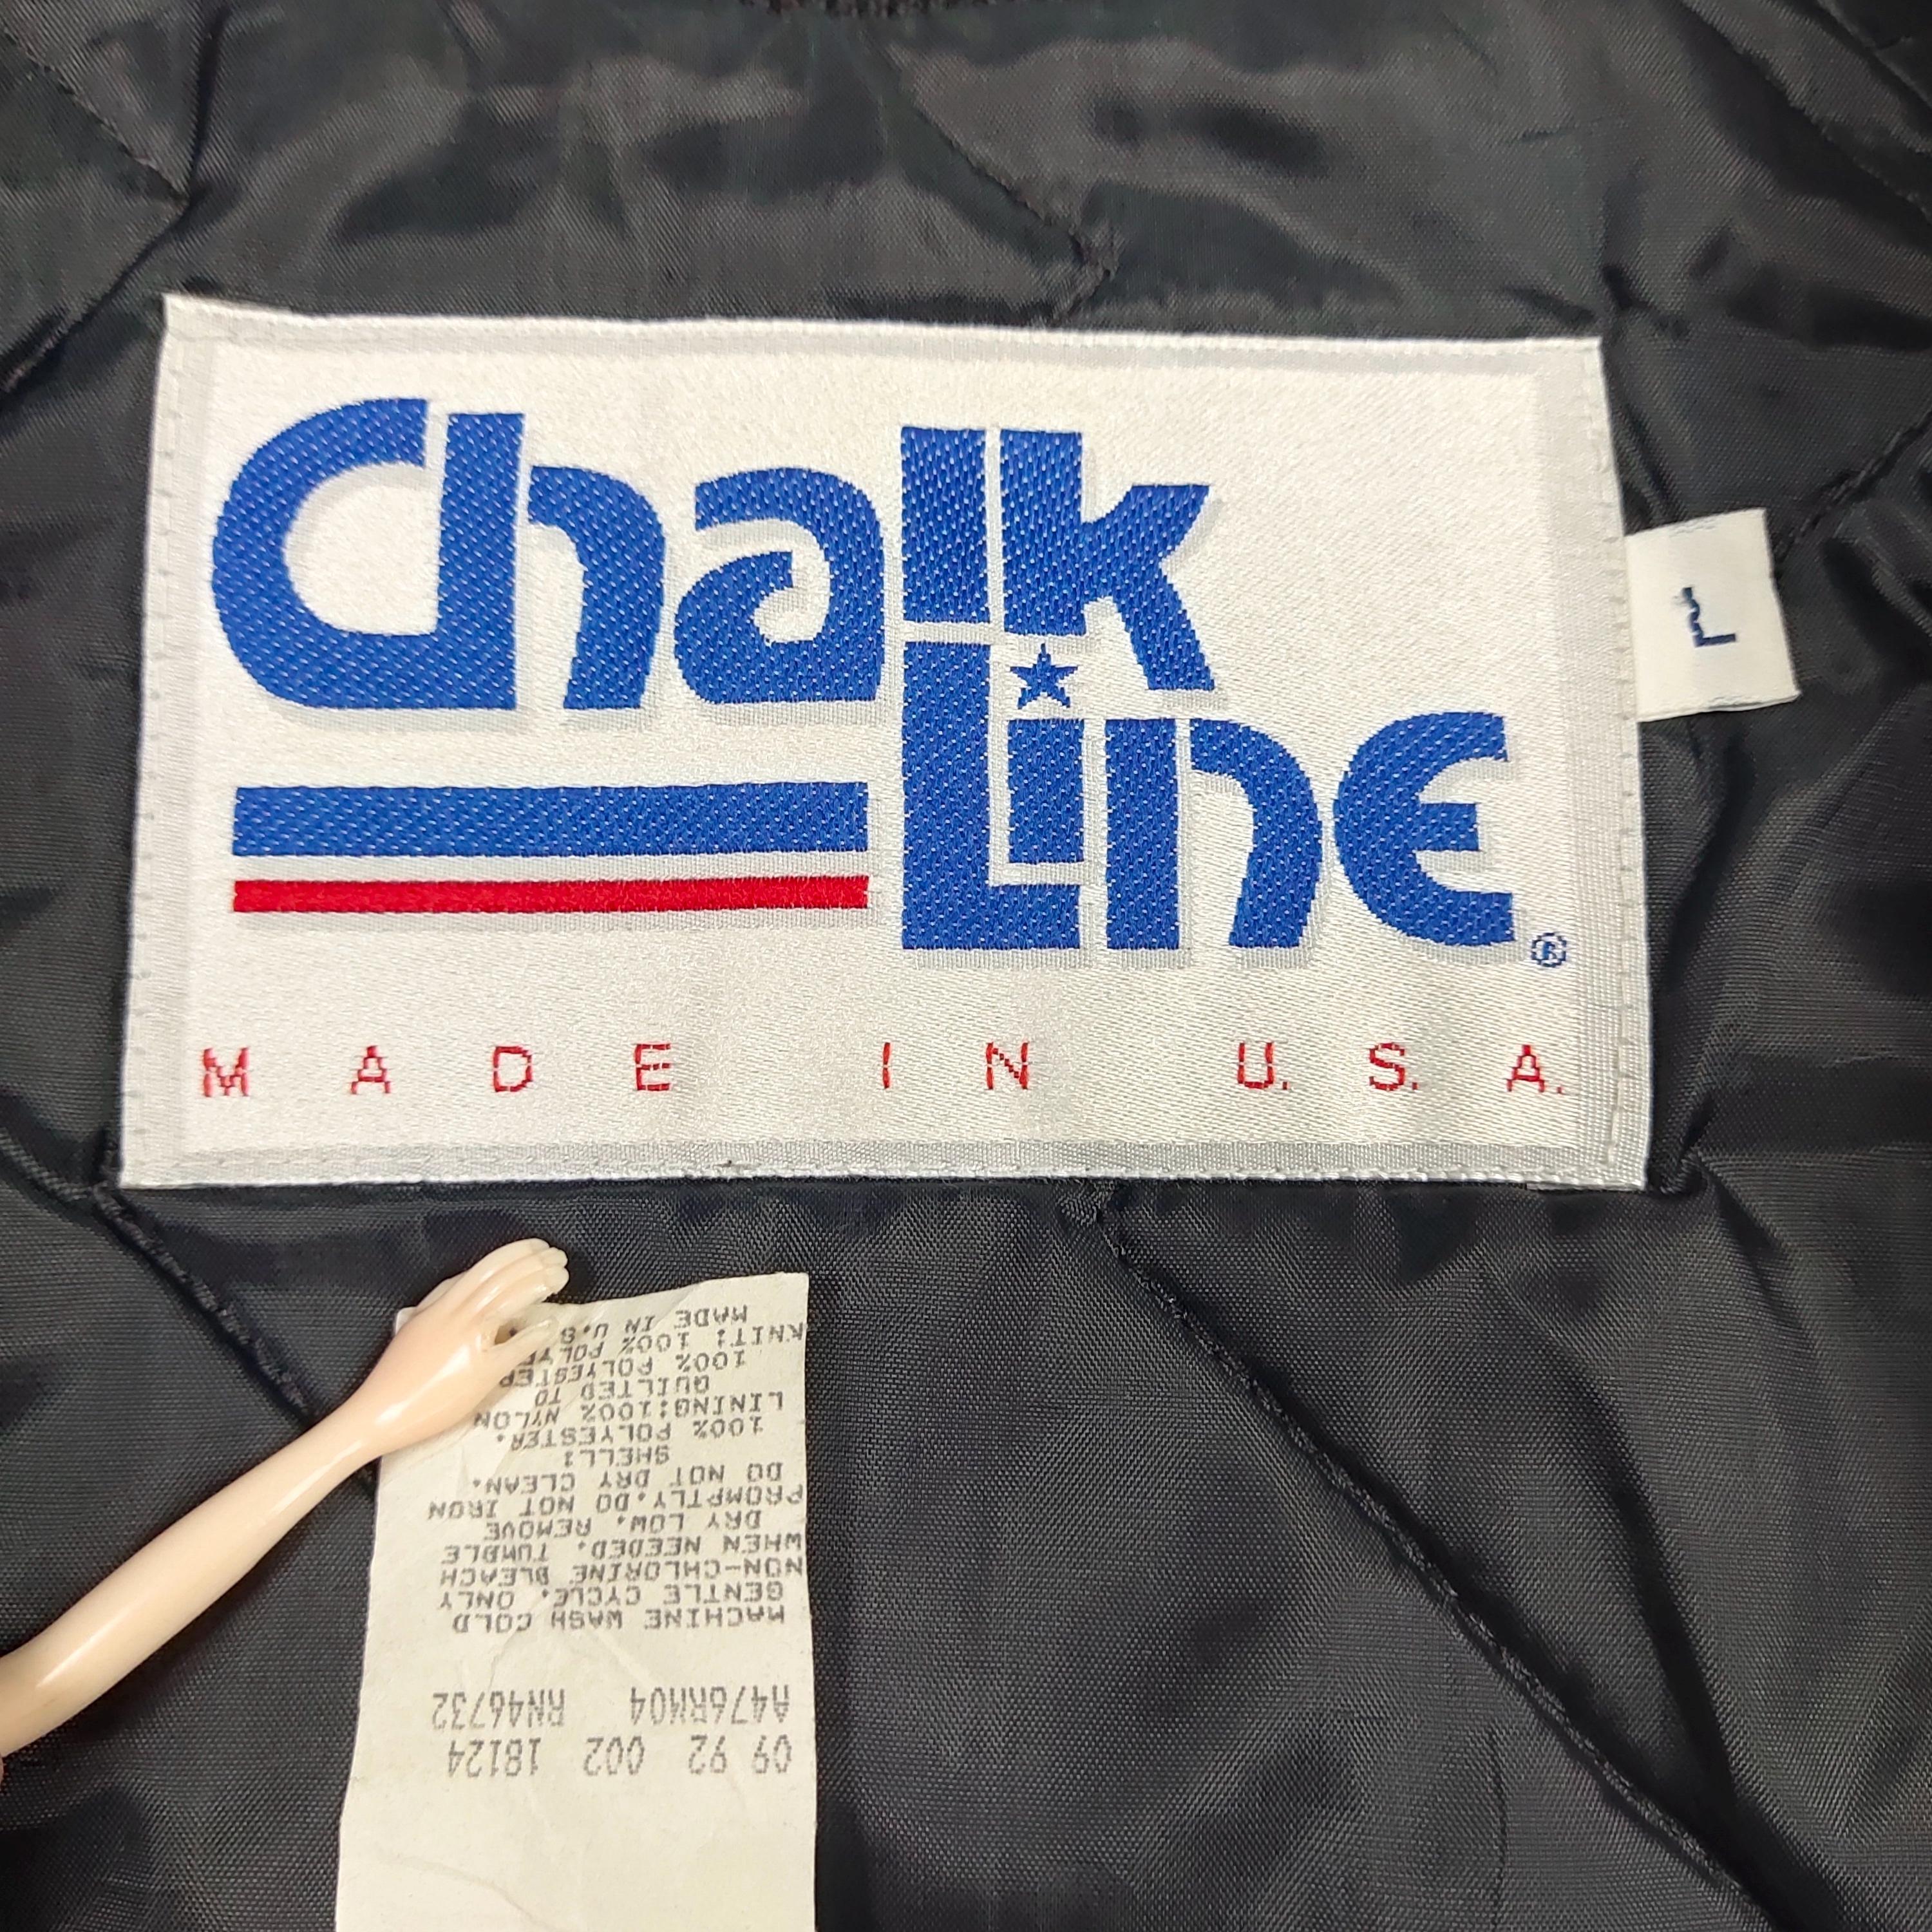 Chalk
Line®
MADE IN U.S.A.
L
09 92 002 18124
A476RM04 RN46732
MACHINE WASH COLD
GENTLE CYCLE. ONLY
NON-CHLORINE BLEACH
WHEN NEEDED. TUMBLE
DRY LOW. REMOVE
PROMPTLY.DO NOT IRON
DO NOT DRY CLEAN.
SHELL:
100% POLYESTER.
LINING:100% NYLON
QUILTED TO
100% POLYESTER
KNIT: 100%
MADE IN U.S.